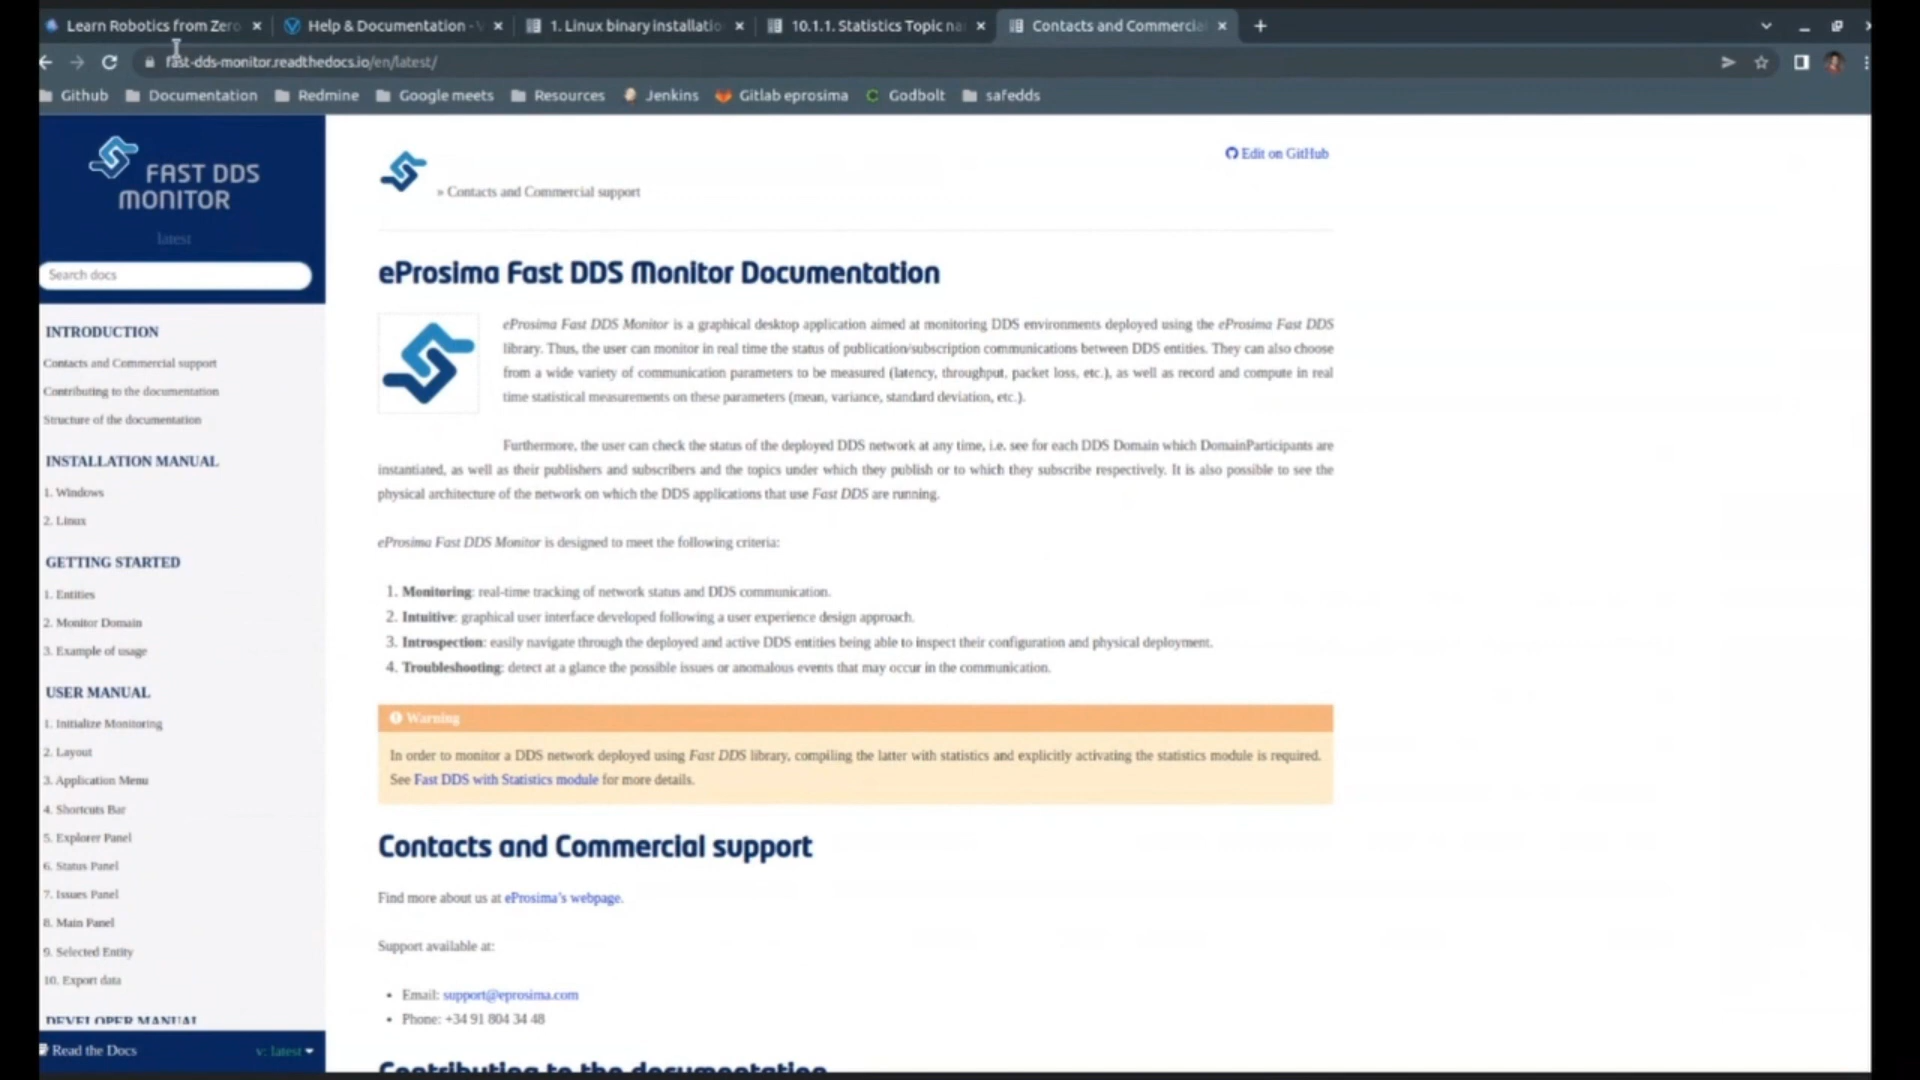 Learn Robotics from Zero
Help & Documentation -
1. Linux binary installatio
10.1.1. Statistics Topic na
Contacts and Commercia
fast-dds-monitor.readthedocs.io/en/latest/
Github
Documentation
Redmine
Google meets
Resources
Jenkins
Gitlab eprosima
Godbolt
safedds
FAST DDS
MONITOR
latest
Search docs
INTRODUCTION
Contacts and Commercial support
Contributing to the documentation
Structure of the documentation
INSTALLATION MANUAL
1. Windows
2. Linux
GETTING STARTED
1. Entities
2. Monitor Domain
3. Example of usage
USER MANUAL
1. Initialize Monitoring
2. Layout
3. Application Menu
4. Shortcuts Bar
5. Explorer Panel
6. Status Panel
7. Issues Panel
8. Main Panel
9. Selected Entity
10. Export data
DEVELOPER MANUAL
Read the Docs
v: latest
» Contacts and Commercial support
Edit on GitHub
eProsima Fast DDS Monitor Documentation
eProsima Fast DDS Monitor is a graphical desktop application aimed at monitoring DDS environments deployed using the eProsima Fast DDS
library. Thus, the user can monitor in real time the status of publication/subscription communications between DDS entities. They can also choose
from a wide variety of communication parameters to be measured (latency, throughput, packet loss, etc.), as well as record and compute in real
time statistical measurements on these parameters (mean, variance, standard deviation, etc.).
Furthermore, the user can check the status of the deployed DDS network at any time, i.e. see for each DDS Domain which DomainParticipants are
instantiated, as well as their publishers and subscribers and the topics under which they publish or to which they subscribe respectively. It is also possible to see the
physical architecture of the network on which the DDS applications that use Fast DDS are running.
eProsima Fast DDS Monitor is designed to meet the following criteria:
1. Monitoring: real-time tracking of network status and DDS communication.
2. Intuitive: graphical user interface developed following a user experience design approach.
3. Introspection: easily navigate through the deployed and active DDS entities being able to inspect their configuration and physical deployment.
4. Troubleshooting: detect at a glance the possible issues or anomalous events that may occur in the communication.
Warning
In order to monitor a DDS network deployed using Fast DDS library, compiling the latter with statistics and explicitly activating the statistics module is required.
See Fast DDS with Statistics module for more details.
Contacts and Commercial support
Find more about us at eProsima's webpage.
Support available at:
• Email: support@eprosima.com
• Phone: +34 91 804 34 48
Contributing to the documentation